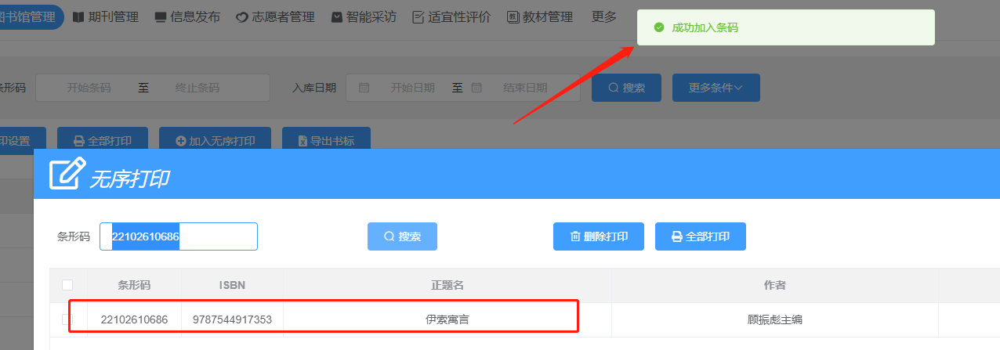 图书馆管理 期刊管理 信息发布 志愿者管理 智能采访 适宜性评价 教材管理 更多
成功加入条码
条形码 开始条码 至 终止条码 入库日期 开始日期 至 结束日期 搜索 更多条件
印设置 全部打印 加入无序打印 导出书标
无序打印
条形码 22102610686 搜索 删除打印 全部打印
条形码 ISBN 正题名 作者
22102610686 9787544917353 伊索寓言 顾振彪主编